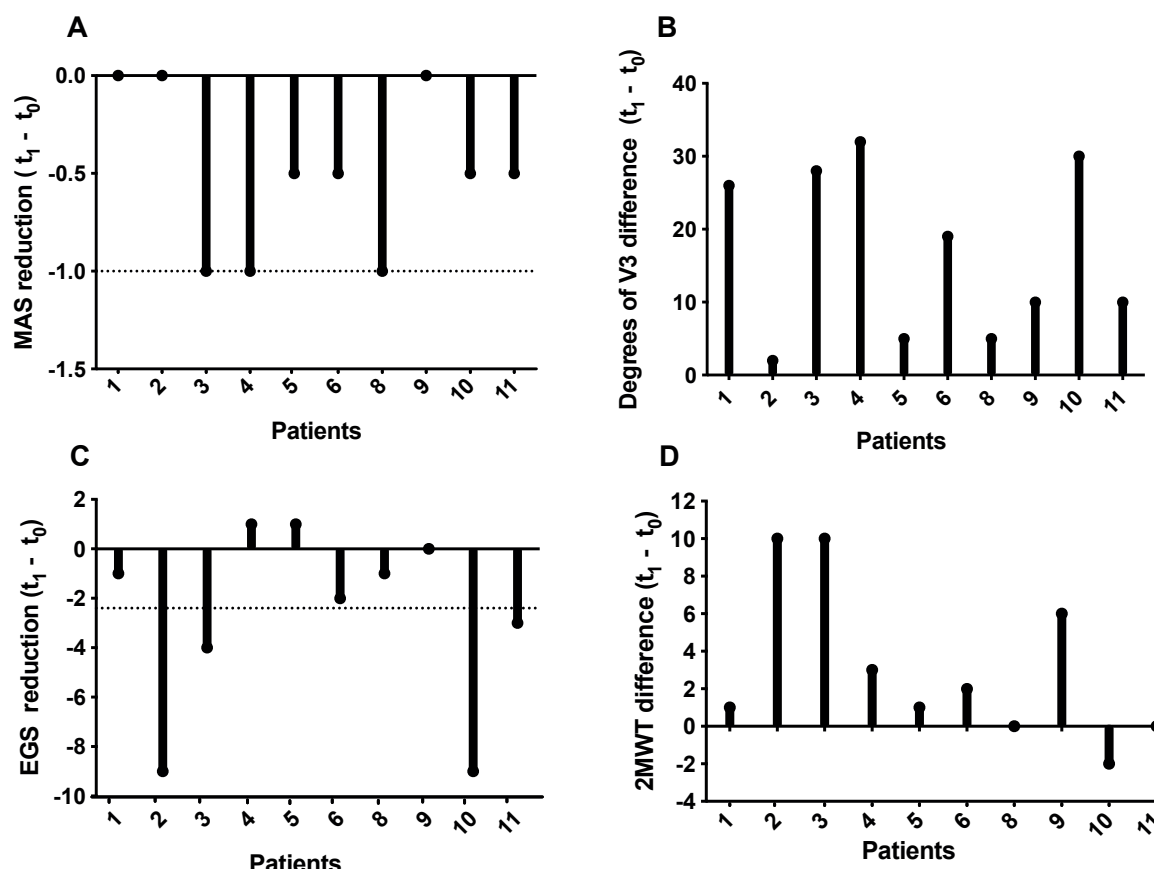 A
MAS reduction ( t1 - t0)
0.0
-0.5
-1.0
-1.5
1 2 3 4 5 6 8 9 10 11
Patients
B
Degrees of V3 difference (t1 - t0)
40
30
20
10
0
1 2 3 4 5 6 8 9 10 11
Patients
C
EGS reduction (t1 - t0)
2
0
-2
-4
-6
-8
-10
1 2 3 4 5 6 8 9 10 11
Patients
D
2MWT difference (t1 - t0)
12
10
8
6
4
2
0
-2
-4
1 2 3 4 5 6 8 9 10 11
Patients